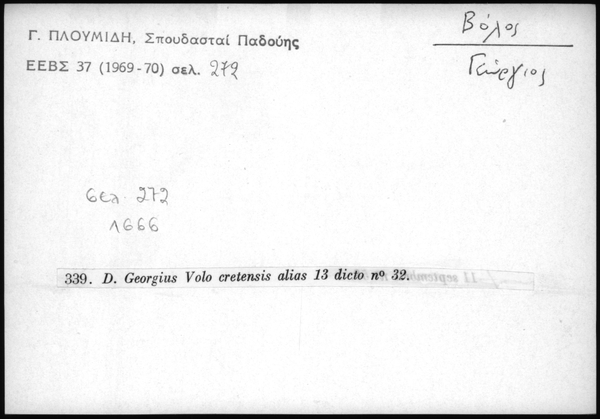 Γ. ΠΛΟΥΜΙΔΗ, Σπουδασταί Παδούης
ΕΕΒΣ 37 (1969-70) σελ. 272
Βόλος
Γεώργιος
σελ. 272
1666
339. D. Georgius Volo cretensis alias 13 dicto nº 32.